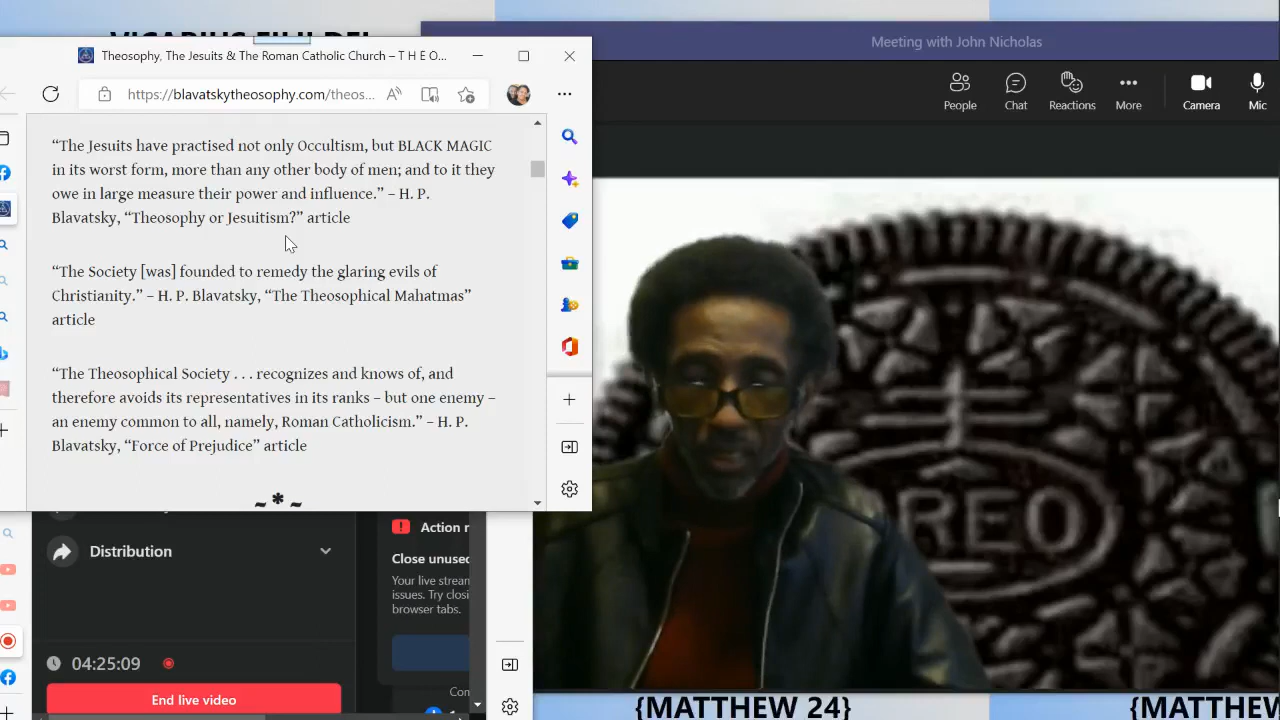 Meeting with John Nicholas
Theosophy, The Jesuits & The Roman Catholic Church – T H E O...
https://blavatskytheosophy.com/theos...
People
Chat
Reactions
More
Camera
Mic
“The Jesuits have practised not only Occultism, but BLACK MAGIC
in its worst form, more than any other body of men; and to it they
owe in large measure their power and influence.” – H. P.
Blavatsky, “Theosophy or Jesuitism?” article
“The Society [was] founded to remedy the glaring evils of
Christianity.” – H. P. Blavatsky, “The Theosophical Mahatmas”
article
“The Theosophical Society . . . recognizes and knows of, and
therefore avoids its representatives in its ranks – but one enemy –
an enemy common to all, namely, Roman Catholicism.” – H. P.
Blavatsky, “Force of Prejudice” article
~*~
REO
Distribution
Action r
Close unusec
Your live strean
issues. Try closi
browser tabs.
04:25:09
End live video
Con
{MATTHEW 24}
{MATTHEW